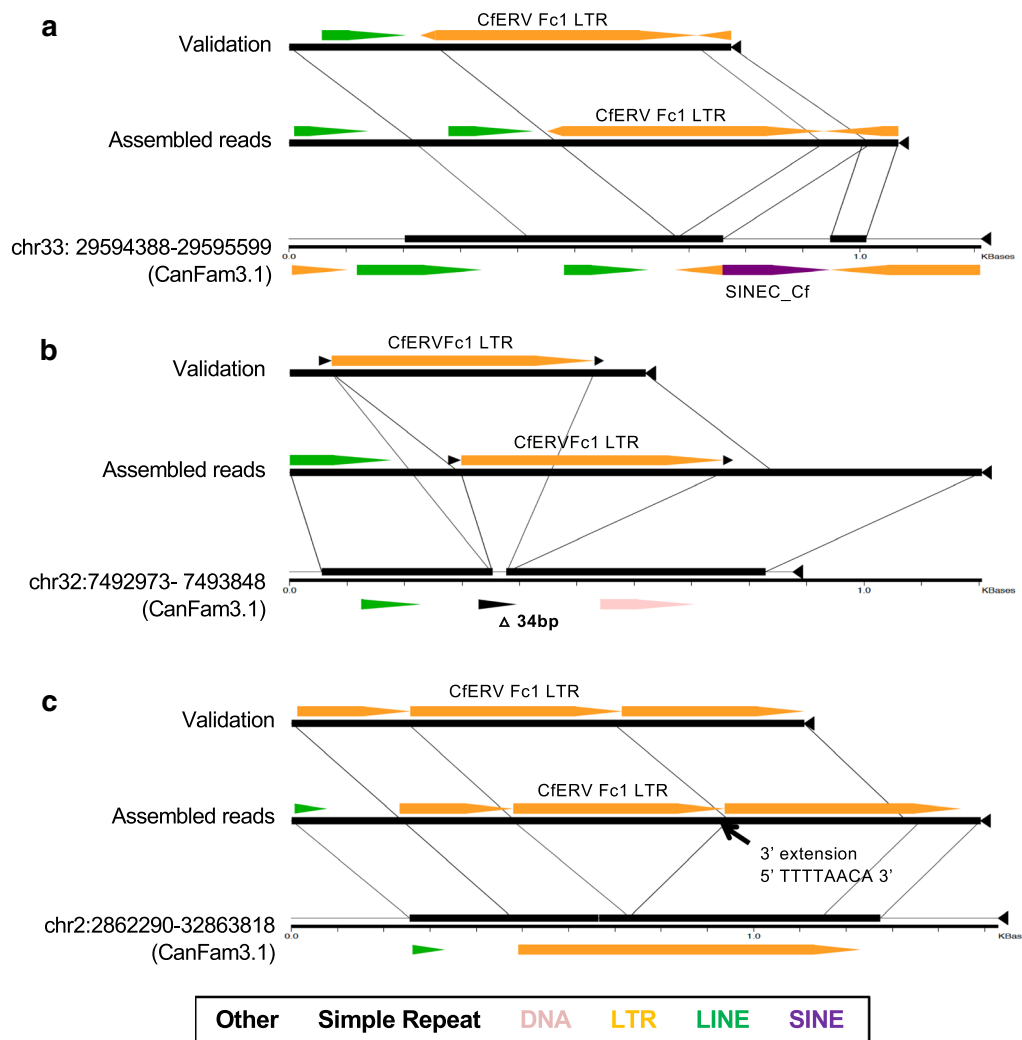 a
CfERV Fc1 LTR
Validation
CfERV Fc1 LTR
Assembled reads
chr33: 29594388-29595599
(CanFam3.1)
0.0 1.0 KBases
SINEC_Cf
b
CfERVFc1 LTR
Validation
CfERVFc1 LTR
Assembled reads
chr32:7492973- 7493848
(CanFam3.1)
0.0 1.0 KBases
Δ 34bp
c
CfERV Fc1 LTR
Validation
CfERV Fc1 LTR
Assembled reads
3’ extension
5’ TTTTAACA 3’
chr2:2862290-32863818
(CanFam3.1)
0.0 1.0 KBas
Other Simple Repeat DNA LTR LINE SINE